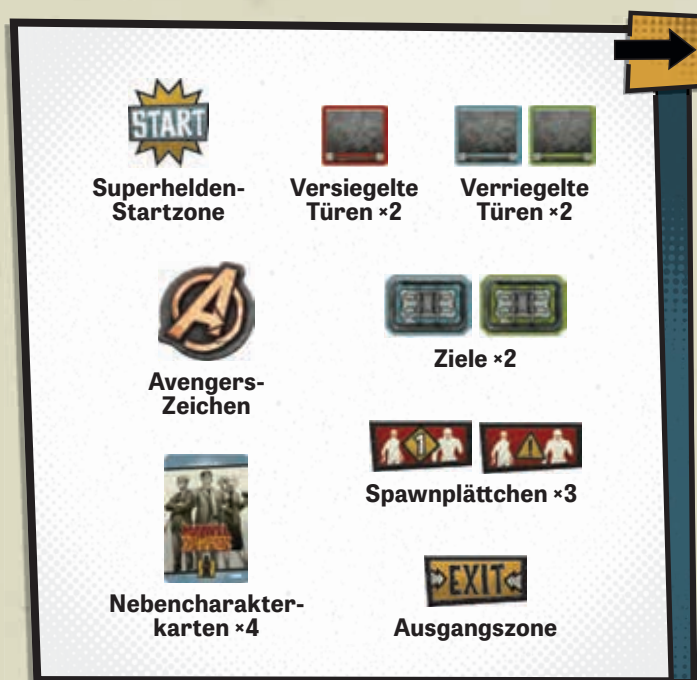 START
Superhelden-
Startzone
Versiegelte
Türen ×2
Verriegelte
Türen ×2
Avengers-
Zeichen
Ziele ×2
1
Spawnplättchen ×3
Nebencharakter-
karten ×4
EXIT
Ausgangszone